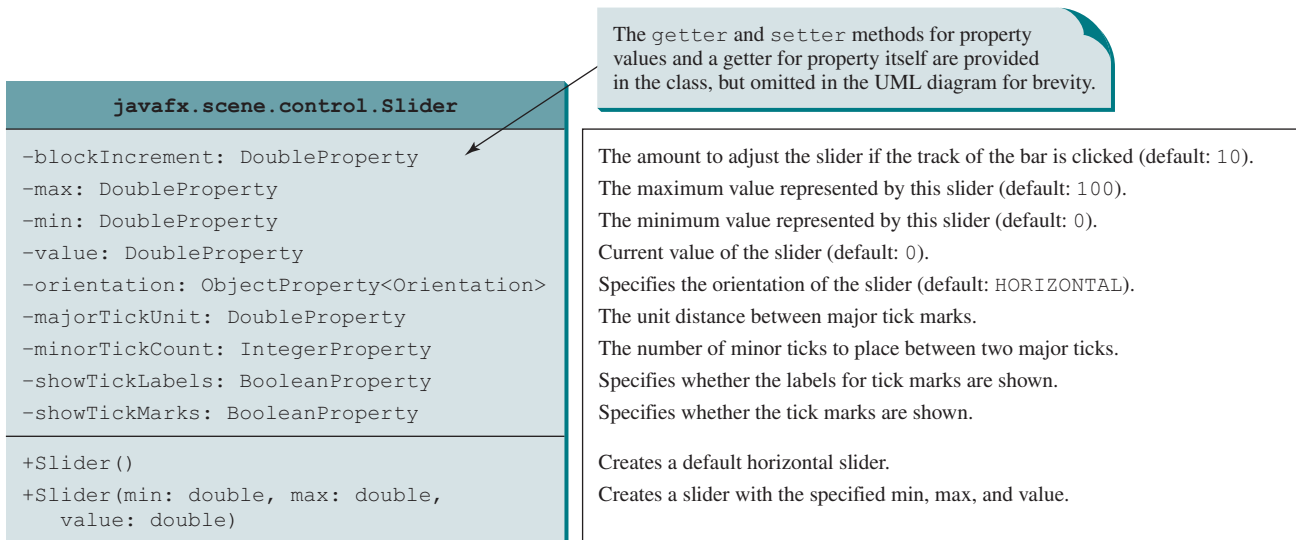 The getter and setter methods for property
values and a getter for property itself are provided
in the class, but omitted in the UML diagram for brevity.
javafx.scene.control.Slider
-blockIncrement: DoubleProperty
The amount to adjust the slider if the track of the bar is clicked (default: 10).
-max: DoubleProperty
The maximum value represented by this slider (default: 100).
-min: DoubleProperty
The minimum value represented by this slider (default: 0).
-value: DoubleProperty
Current value of the slider (default: 0).
-orientation: ObjectProperty<Orientation>
Specifies the orientation of the slider (default: HORIZONTAL).
-majorTickUnit: DoubleProperty
The unit distance between major tick marks.
-minorTickCount: IntegerProperty
The number of minor ticks to place between two major ticks.
-showTickLabels: BooleanProperty
Specifies whether the labels for tick marks are shown.
-showTickMarks: BooleanProperty
Specifies whether the tick marks are shown.
+Slider()
Creates a default horizontal slider.
+Slider(min: double, max: double,
value: double)
Creates a slider with the specified min, max, and value.